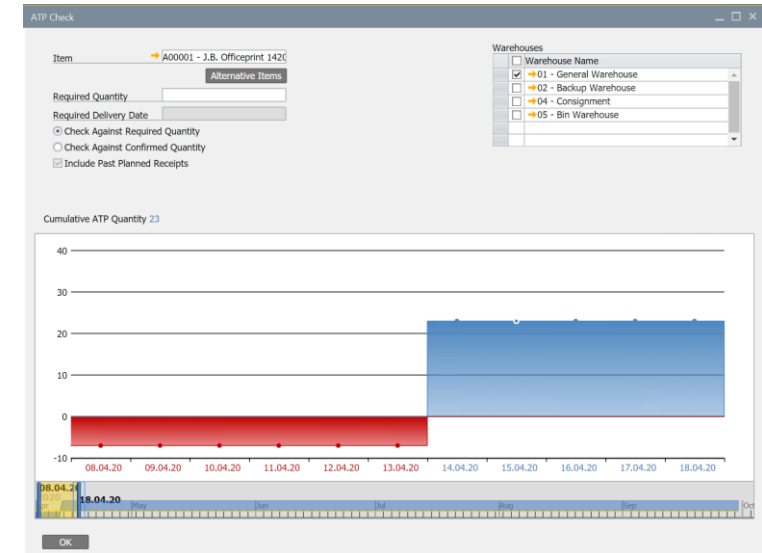 ATP Check
Item A00001 - J.B. Officeprint 1420
Alternative Items
Required Quantity
Required Delivery Date
Check Against Required Quantity
Check Against Confirmed Quantity
Include Past Planned Receipts
Warehouses
Warehouse Name
01 - General Warehouse
02 - Backup Warehouse
04 - Consignment
05 - Bin Warehouse
Cumulative ATP Quantity 23
40
30
20
10
0
-10
08.04.20 09.04.20 10.04.20 11.04.20 12.04.20 13.04.20 14.04.20 15.04.20 16.04.20 17.04.20 18.04.20
08.04.20
18.04.20
May Jun Jul Aug Sep Oct
OK